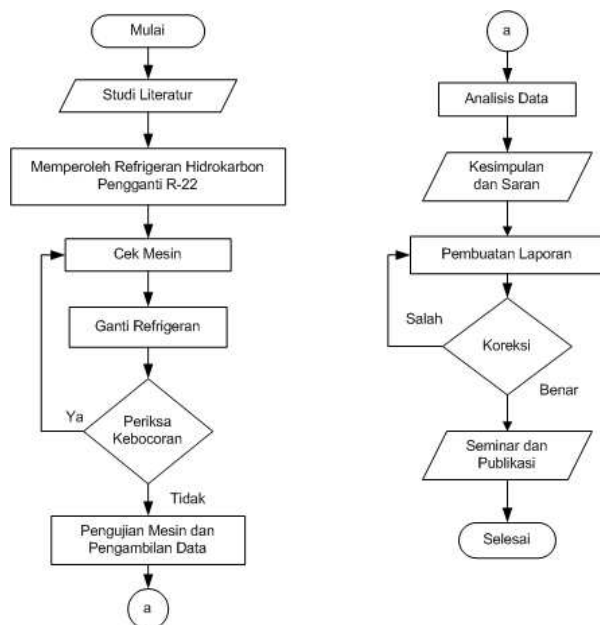 Mulai
Studi Literatur
Memperoleh Refrigeran Hidrokarbon
Pengganti R-22
Cek Mesin
Ganti Refrigeran
Periksa
Kebocoran
Ya
Tidak
Pengujian Mesin dan
Pengambilan Data
a
a
Analisis Data
Kesimpulan
dan Saran
Pembuatan Laporan
Salah
Koreksi
Benar
Seminar dan
Publikasi
Selesai